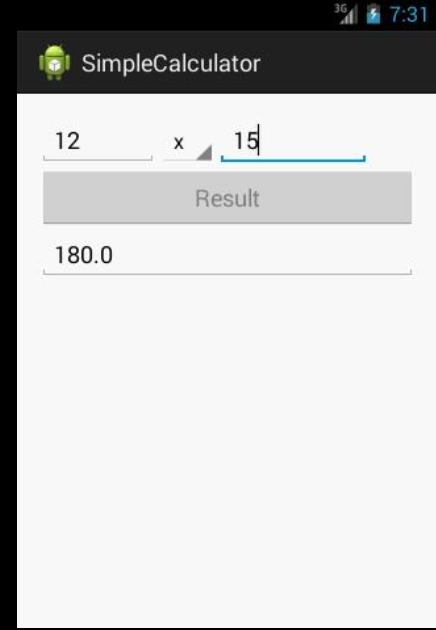 3G 7:31
SimpleCalculator
12 x 15
Result
180.0